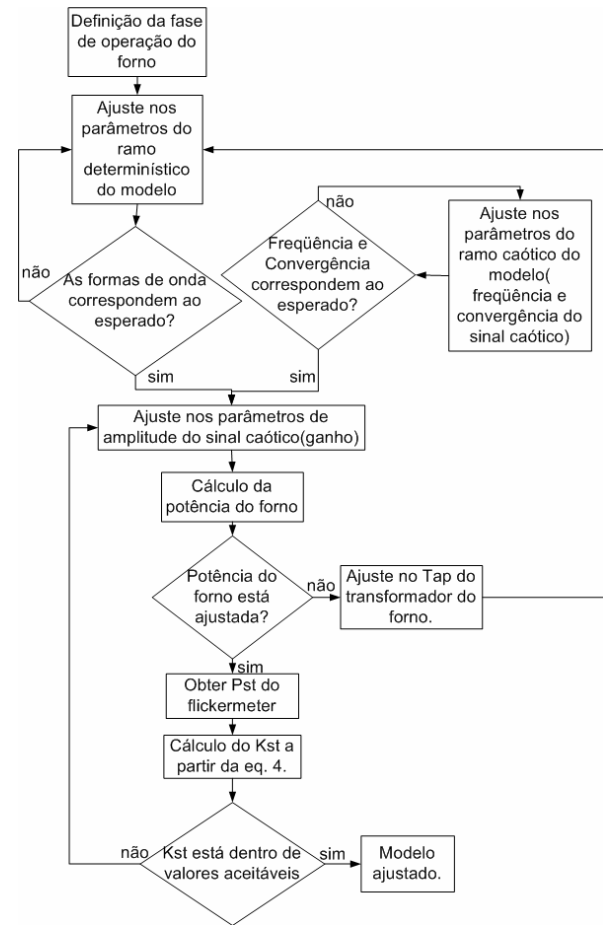 Definição da fase
de operação do
forno
Ajuste nos
parâmetros do
ramo
determinístico
do modelo
não
As formas de onda
correspondem ao
esperado?
sim
não
Freqüência e
Convergência
correspondem ao
esperado?
sim
Ajuste nos
parâmetros do
ramo caótico do
modelo(
freqüência e
convergência do
sinal caótico)
Ajuste nos parâmetros de
amplitude do sinal caótico(ganho)
Cálculo da
potência do forno
Potência do
forno está
ajustada?
não
Ajuste no Tap do
transformador do
forno.
sim
Obter Pst do
flickermeter
Cálculo do Kst a
partir da eq. 4.
não
Kst está dentro de
valores aceitáveis
sim
Modelo
ajustado.